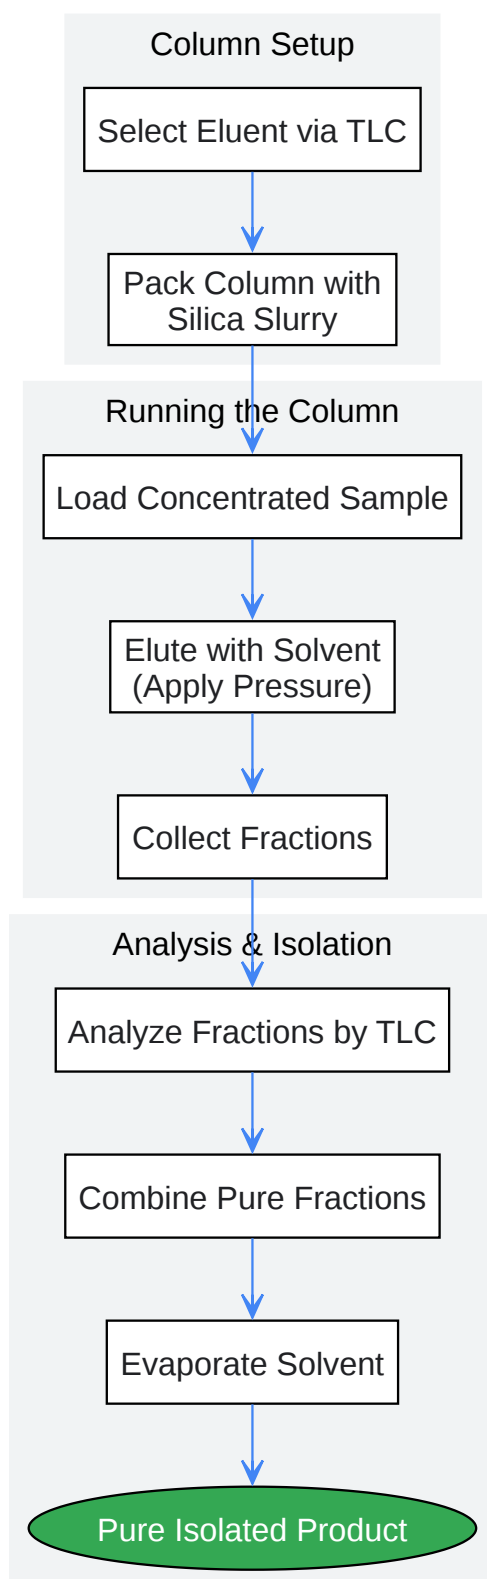 Column Setup
Select Eluent via TLC
Pack Column with
Silica Slurry
Running the Column
Load Concentrated Sample
Elute with Solvent
(Apply Pressure)
Collect Fractions
Analysis & Isolation
Analyze Fractions by TLC
Combine Pure Fractions
Evaporate Solvent
Pure Isolated Product